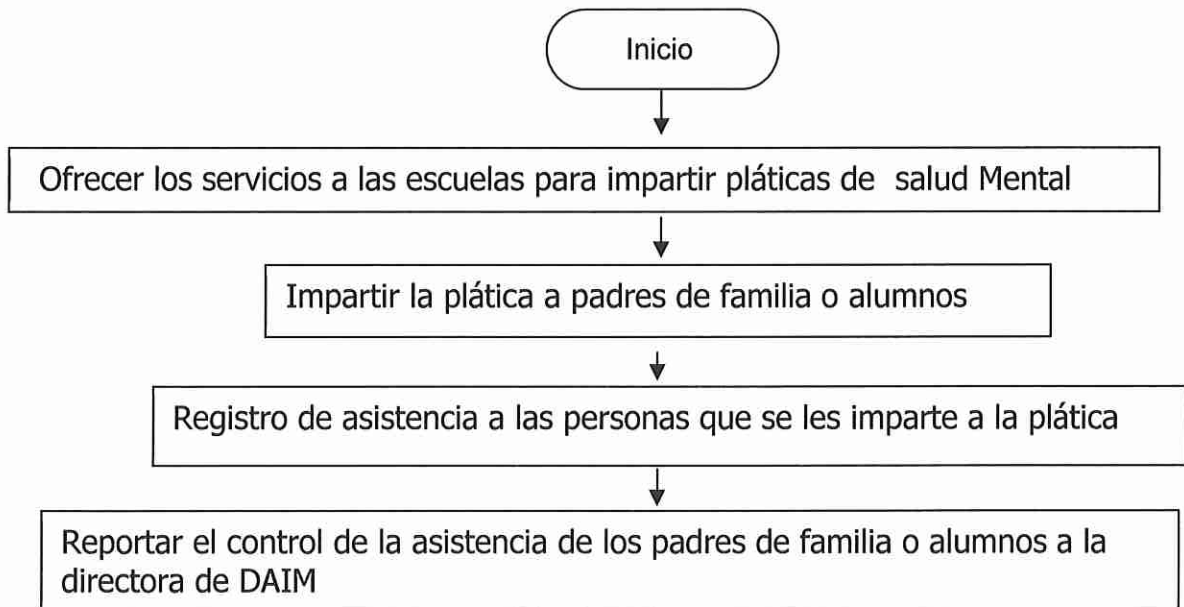 Inicio
Ofrecer los servicios a las escuelas para impartir pláticas de salud Mental
Impartir la plática a padres de familia o alumnos
Registro de asistencia a las personas que se les imparte a la plática
Reportar el control de la asistencia de los padres de familia o alumnos a la
directora de DAIM